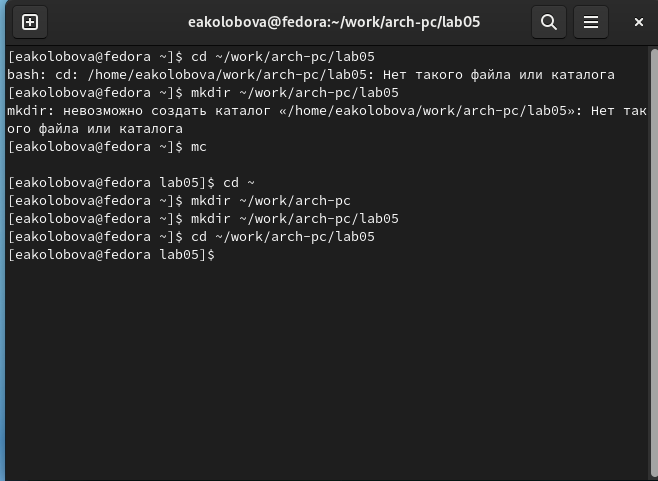 eakolobova@fedora:~/work/arch-pc/lab05
[eakolobova@fedora ~]$ cd ~/work/arch-pc/lab05
bash: cd: /home/eakolobova/work/arch-pc/lab05: Нет такого файла или каталога
[eakolobova@fedora ~]$ mkdir ~/work/arch-pc/lab05
mkdir: невозможно создать каталог «/home/eakolobova/work/arch-pc/lab05»: Нет так
ого файла или каталога
[eakolobova@fedora ~]$ mc
[eakolobova@fedora lab05]$ cd ~
[eakolobova@fedora ~]$ mkdir ~/work/arch-pc
[eakolobova@fedora ~]$ mkdir ~/work/arch-pc/lab05
[eakolobova@fedora ~]$ cd ~/work/arch-pc/lab05
[eakolobova@fedora lab05]$